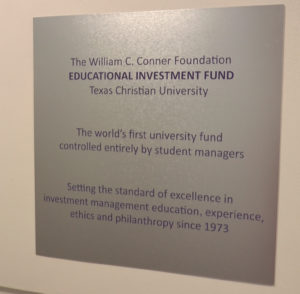 The William C. Conner Foundation
EDUCATIONAL INVESTMENT FUND
Texas Christian University
The world's first university fund
controlled entirely by student managers
Setting the standard of excellence in
investment management education, experience,
ethics and philanthropy since 1973